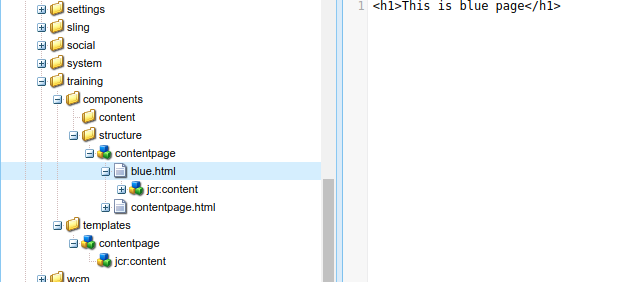 settings
sling
social
system
training
components
content
structure
contentpage
blue.html
jcr:content
contentpage.html
templates
contentpage
jcr:content
wcm
1 <h1>This is blue page</h1>